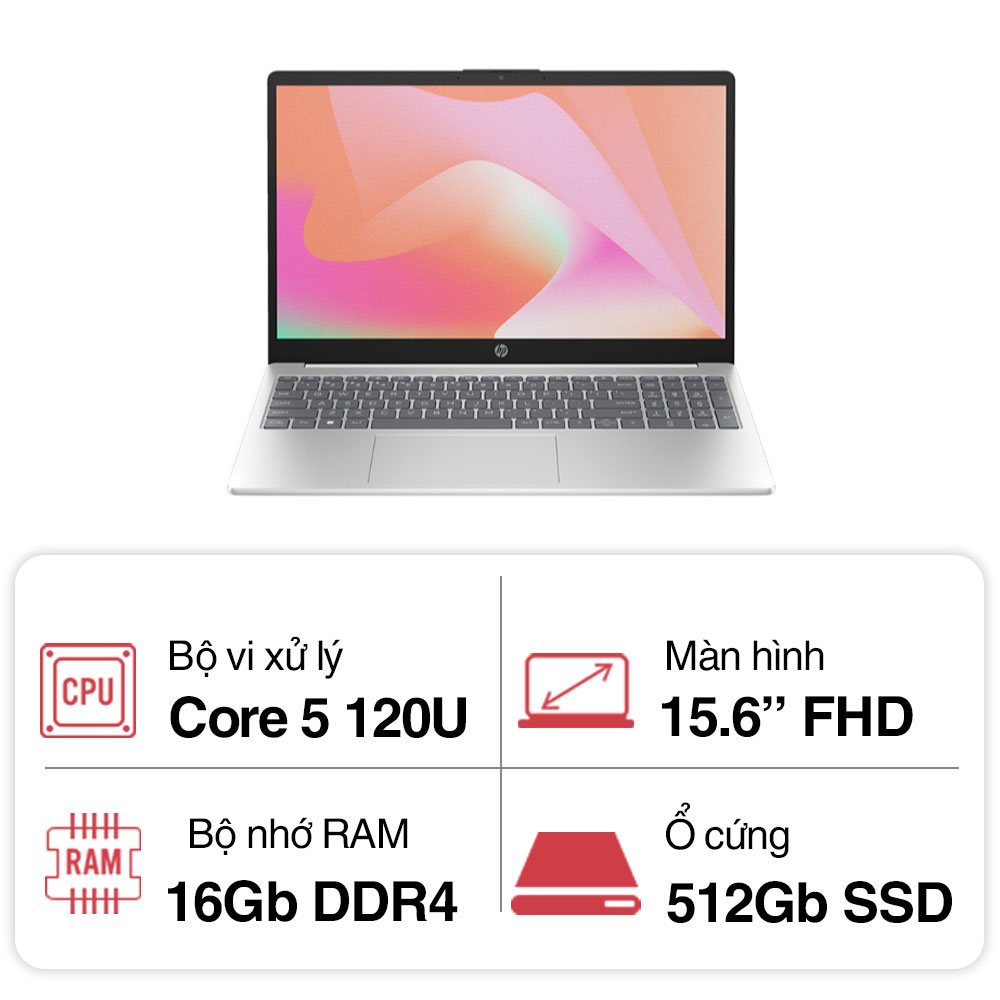 hp
CPU
Bộ vi xử lý
Core 5 120U
Màn hình
15.6” FHD
RAM
Bộ nhớ RAM
16Gb DDR4
Ổ cứng
512Gb SSD